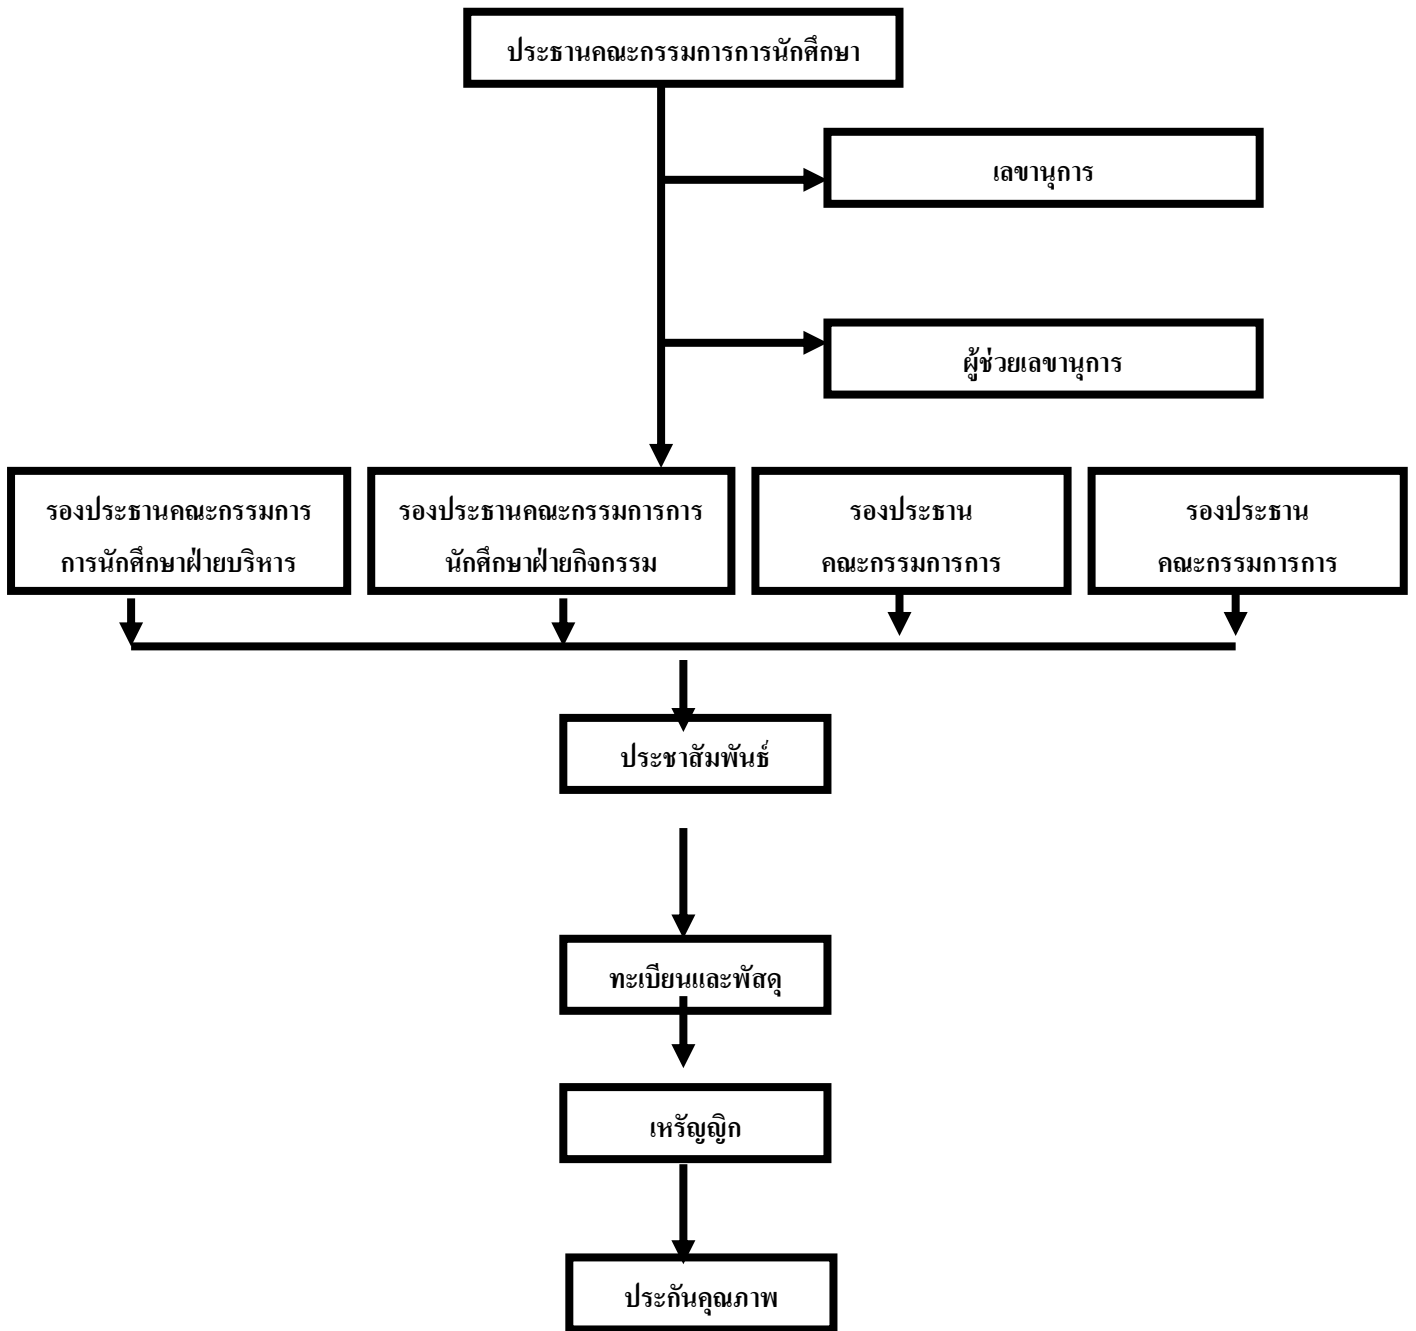 ประธานคณะกรรมการการนักศึกษา
เลขานุการ
ผู้ช่วยเลขานุการ
รองประธานคณะกรรมการ
การนักศึกษาฝ่ายบริหาร
รองประธานคณะกรรมการการ
นักศึกษาฝ่ายกิจกรรม
รองประธาน
คณะกรรมการการ
รองประธาน
คณะกรรมการการ
ประชาสัมพันธ์
ทะเบียนและพัสดุ
เหรัญญิก
ประกันคุณภาพ